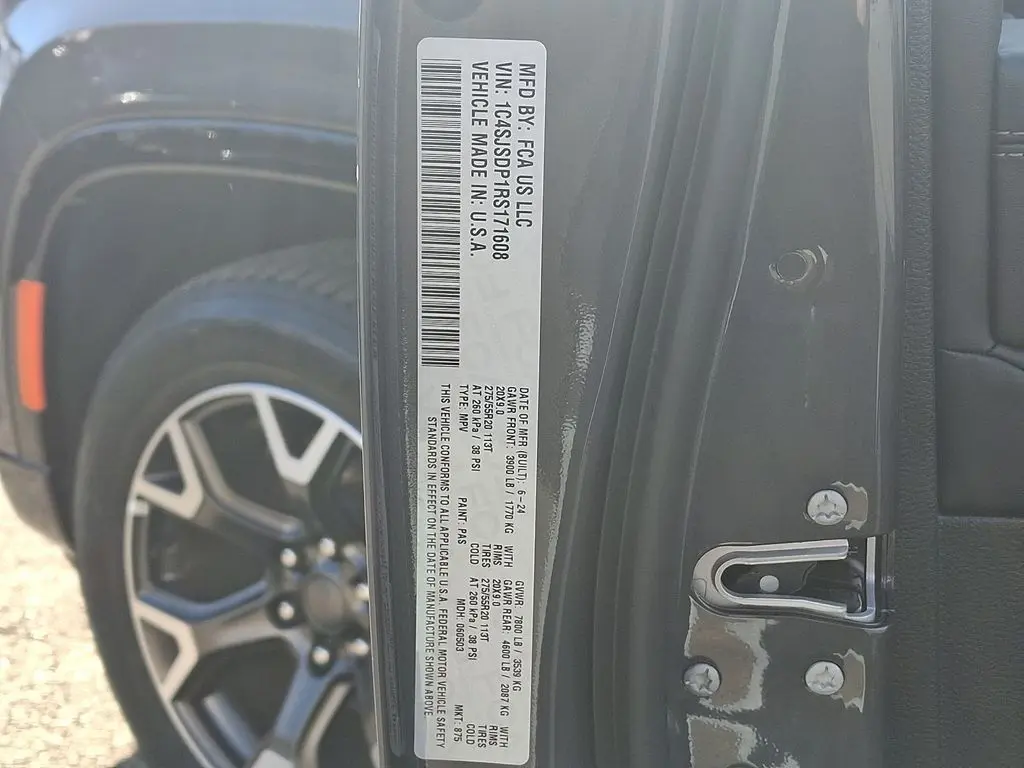 MFD BY: FCA US LLC
VIN: 1C4SJSDP1RS171608
VEHICLE MADE IN: U.S.A.
DATE OF MFR (BUILT): 6-24 GVWR: 7800 LB / 3539 KG
GAWR FRONT: 3900 LB / 1770 KG WITH GAWR REAR: 4600 LB / 2087 KG WITH
20X9.0 RIMS 20X9.0 RIMS
275/55R20 113T TIRES 275/55R20 113T TIRES
AT 260 kPa / 38 PSI COLD AT 260 kPa / 38 PSI COLD
TYPE: MPV PAINT: PAS MDH: 060503 MKT: 875
THIS VEHICLE CONFORMS TO ALL APPLICABLE U.S.A. FEDERAL MOTOR VEHICLE SAFETY
STANDARDS IN EFFECT ON THE DATE OF MANUFACTURE SHOWN ABOVE.